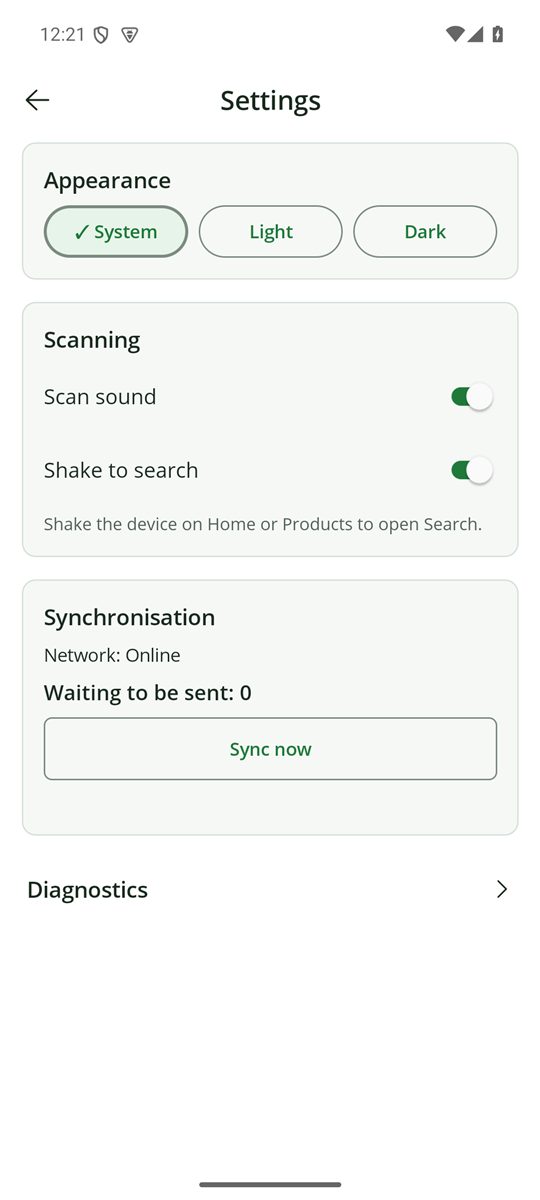 12:21
Settings
Appearance
✓ System
Light
Dark
Scanning
Scan sound
Shake to search
Shake the device on Home or Products to open Search.
Synchronisation
Network: Online
Waiting to be sent: 0
Sync now
Diagnostics